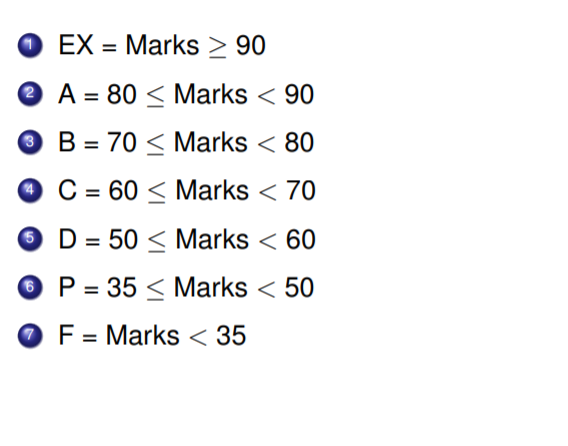 1 EX = Marks ≥ 90
2 A = 80 ≤ Marks < 90
3 B = 70 ≤ Marks < 80
4 C = 60 ≤ Marks < 70
5 D = 50 ≤ Marks < 60
6 P = 35 ≤ Marks < 50
7 F = Marks < 35